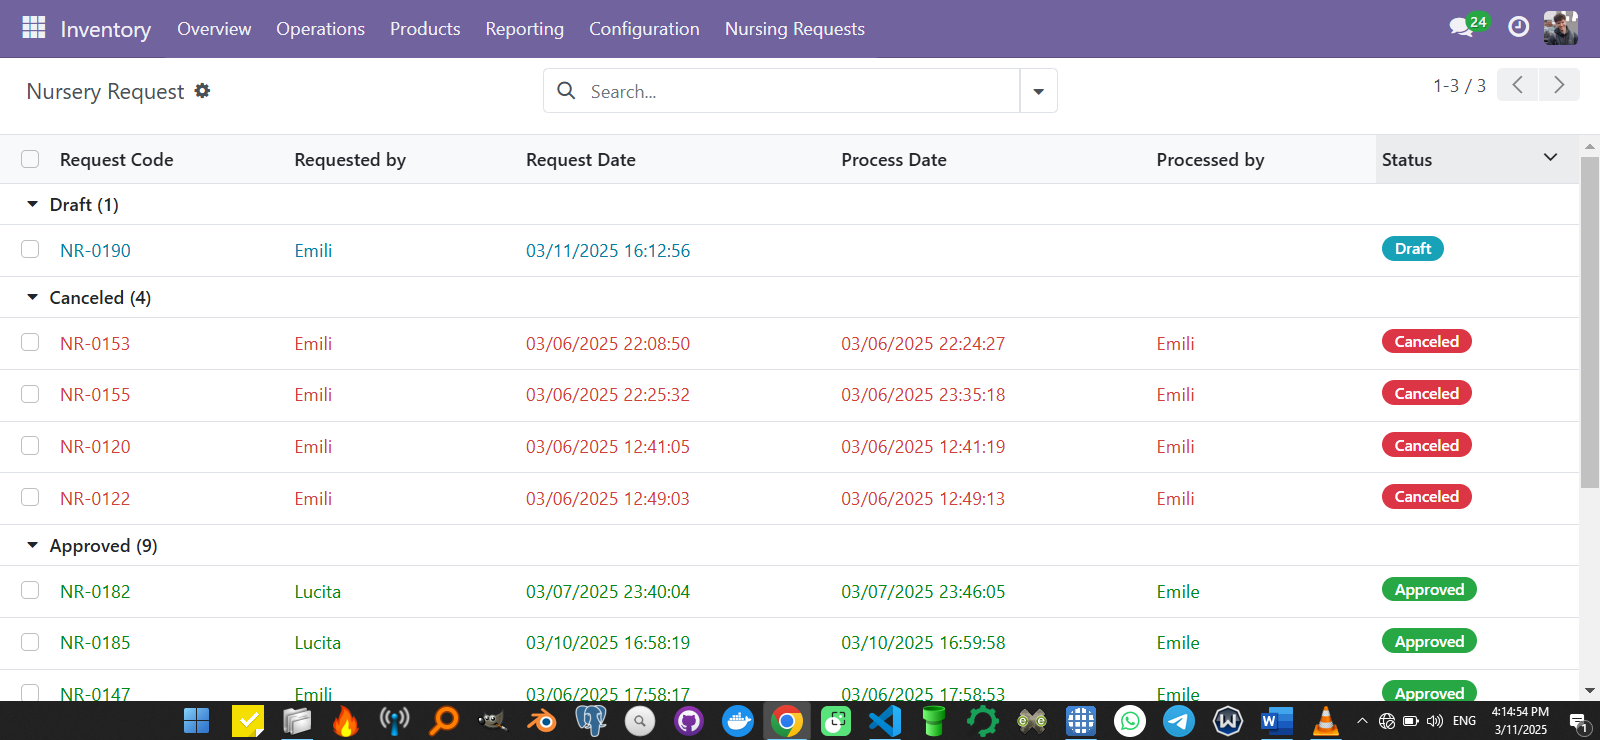 Inventory Overview Operations Products Reporting Configuration Nursing Requests 24
Nursery Request Search... 1-3 / 3
Request Code Requested by Request Date Process Date Processed by Status
Draft (1)
NR-0190 Emili 03/11/2025 16:12:56 Draft
Canceled (4)
NR-0153 Emili 03/06/2025 22:08:50 03/06/2025 22:24:27 Emili Canceled
NR-0155 Emili 03/06/2025 22:25:32 03/06/2025 23:35:18 Emili Canceled
NR-0120 Emili 03/06/2025 12:41:05 03/06/2025 12:41:19 Emili Canceled
NR-0122 Emili 03/06/2025 12:49:03 03/06/2025 12:49:13 Emili Canceled
Approved (9)
NR-0182 Lucita 03/07/2025 23:40:04 03/07/2025 23:46:05 Emile Approved
NR-0185 Lucita 03/10/2025 16:58:19 03/10/2025 16:59:58 Emile Approved
NR-0147 Emili 03/06/2025 17:58:17 03/06/2025 17:58:53 Emile Approved
ENG 4:14:54 PM
3/11/2025 1